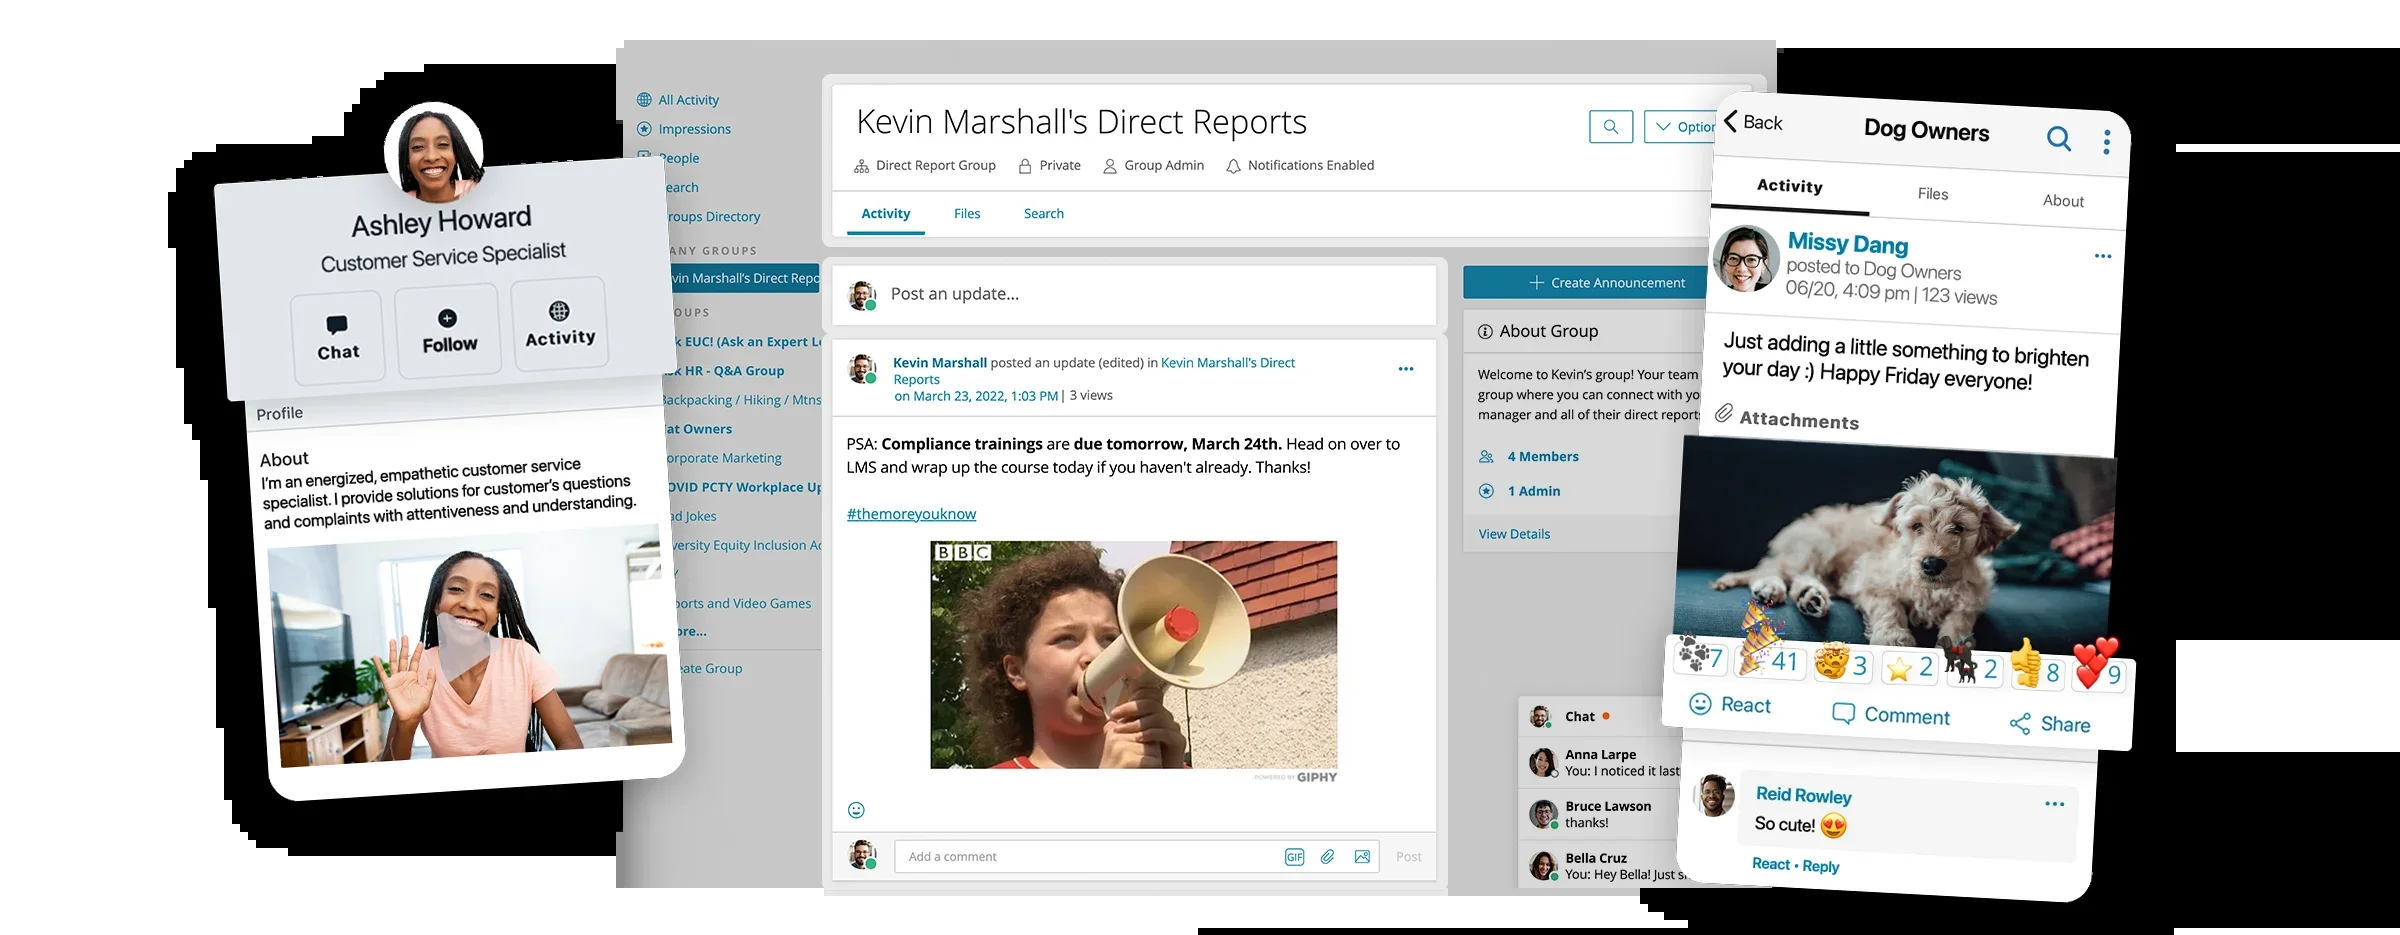 Ashley Howard
Customer Service Specialist
Chat
Follow
Activity
Profile
About
I'm an energized, empathetic customer service
specialist. I provide solutions for customer's questions
and complaints with attentiveness and understanding.
All Activity
Impressions
People
earch
roups Directory
ANY GROUPS
vin Marshall's Direct Repo
OUPS
EUC! (Ask an Expert L
sk HR - Q&A Group
Backpacking / Hiking / Mtns
at Owners
orporate Marketing
OVID PCTY Workplace Up
ad Jokes
versity Equity Inclusion Ac
y
orts and Video Games
ore...
eate Group
Kevin Marshall's Direct Reports
Direct Report Group
Private
Group Admin
Notifications Enabled
Option
Activity
Files
Search
Post an update...
Kevin Marshall posted an update (edited) in Kevin Marshall's Direct
Reports
on March 23, 2022, 1:03 PM | 3 views
PSA: Compliance trainings are due tomorrow, March 24th. Head on over to
LMS and wrap up the course today if you haven't already. Thanks!
#themoreyouknow
BBC
POWERED BY GIPHY
Add a comment
GIF
Post
+ Create Announcement
About Group
Welcome to Kevin's group! Your team
group where you can connect with yo
manager and all of their direct reports
4 Members
1 Admin
View Details
Chat
Anna Larpe
You: I noticed it last
Bruce Lawson
thanks!
Bella Cruz
You: Hey Bella! Just s
Back
Dog Owners
Activity
Files
About
Missy Dang
posted to Dog Owners
06/20, 4:09 pm | 123 views
Just adding a little something to brighten
your day :) Happy Friday everyone!
Attachments
7
41
3
2
2
8
9
React
Comment
Share
Reid Rowley
So cute! 😍
React • Reply